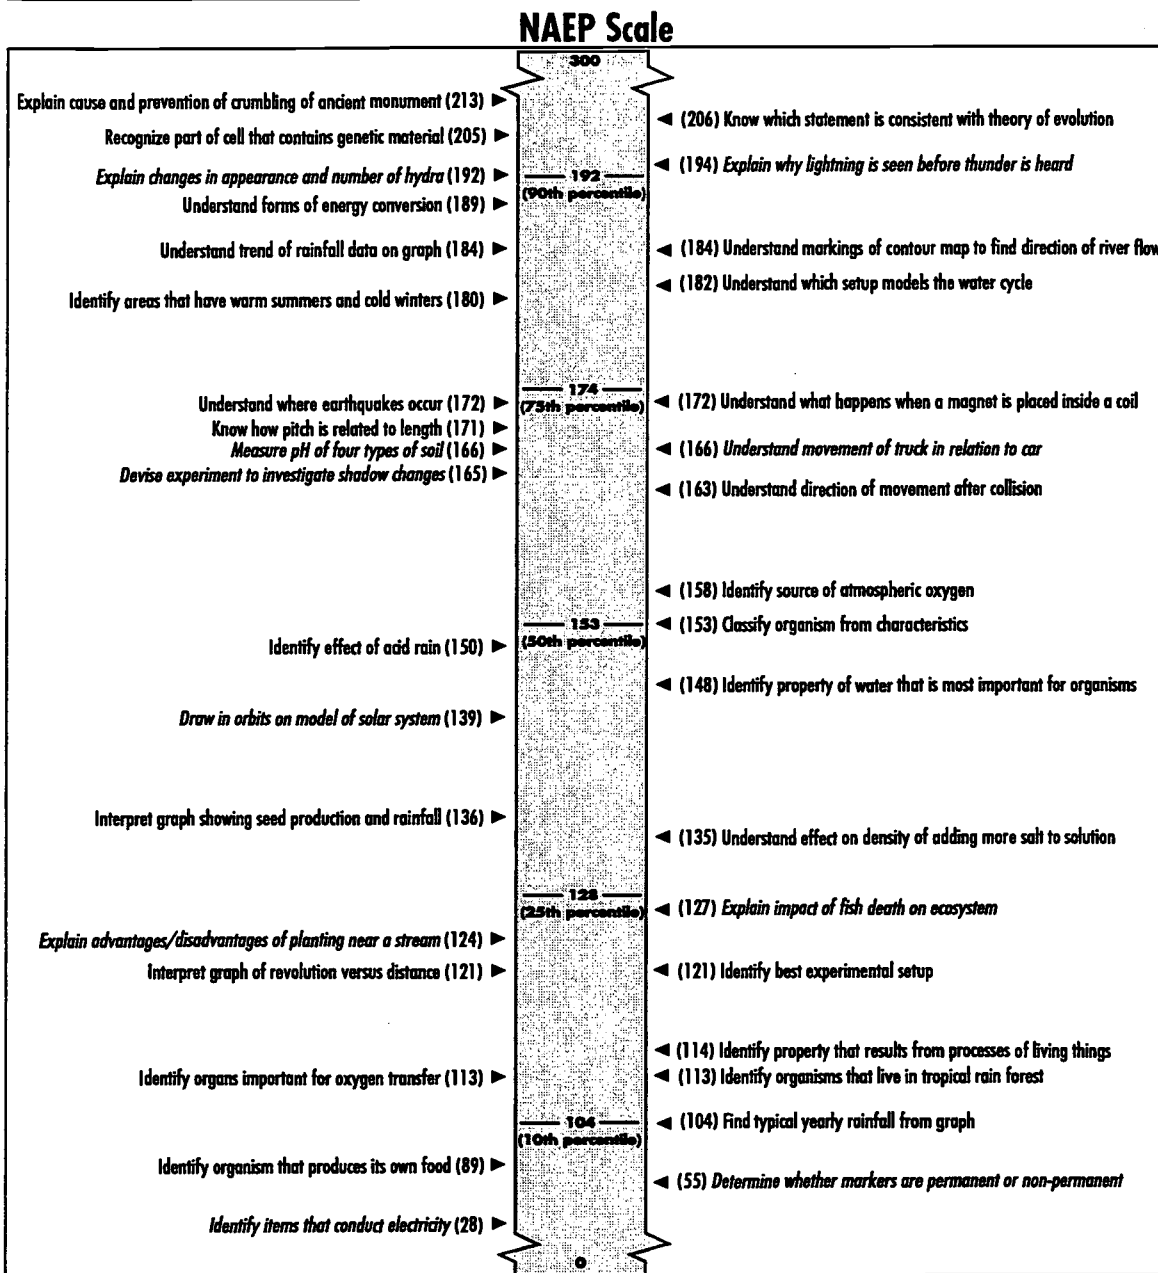 NAEP Scale
300
Explain cause and prevention of crumbling of ancient monument (213) ►
◄ (206) Know which statement is consistent with theory of evolution
Recognize part of cell that contains genetic material (205) ►
◄ (194) Explain why lightning is seen before thunder is heard
Explain changes in appearance and number of hydra (192) ►
192
(90th percentile)
Understand forms of energy conversion (189) ►
Understand trend of rainfall data on graph (184) ►
◄ (184) Understand markings of contour map to find direction of river flow
◄ (182) Understand which setup models the water cycle
Identify areas that have warm summers and cold winters (180) ►
174
(75th percentile)
Understand where earthquakes occur (172) ►
◄ (172) Understand what happens when a magnet is placed inside a coil
Know how pitch is related to length (171) ►
Measure pH of four types of soil (166) ►
◄ (166) Understand movement of truck in relation to car
Devise experiment to investigate shadow changes (165) ►
◄ (163) Understand direction of movement after collision
◄ (158) Identify source of atmospheric oxygen
153
(50th percentile)
◄ (153) Classify organism from characteristics
Identify effect of acid rain (150) ►
◄ (148) Identify property of water that is most important for organisms
Draw in orbits on model of solar system (139) ►
Interpret graph showing seed production and rainfall (136) ►
◄ (135) Understand effect on density of adding more salt to solution
128
(25th percentile)
◄ (127) Explain impact of fish death on ecosystem
Explain advantages/disadvantages of planting near a stream (124) ►
Interpret graph of revolution versus distance (121) ►
◄ (121) Identify best experimental setup
◄ (114) Identify property that results from processes of living things
Identify organs important for oxygen transfer (113) ►
◄ (113) Identify organisms that live in tropical rain forest
104
(10th percentile)
◄ (104) Find typical yearly rainfall from graph
Identify organism that produces its own food (89) ►
◄ (55) Determine whether markers are permanent or non-permanent
Identify items that conduct electricity (28) ►
0